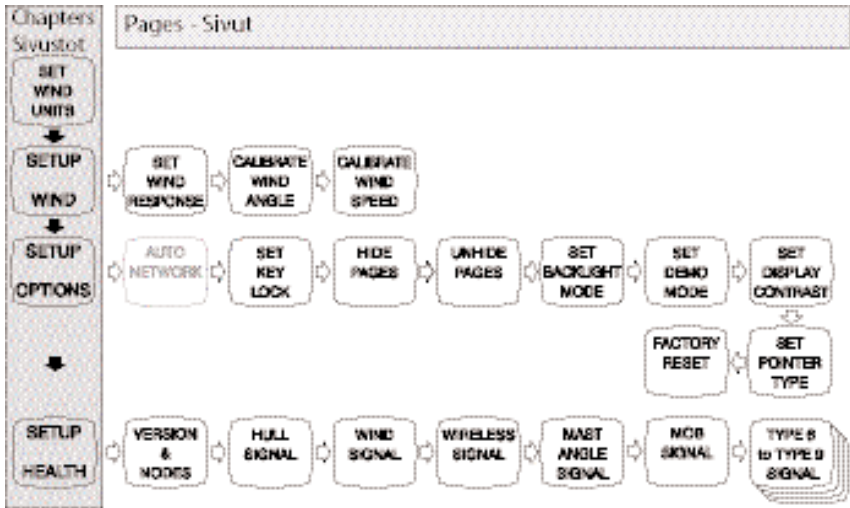 Chapters
Sivustot
Pages - Sivut
SET
WIND
UNITS
SETUP
WIND
SET
WIND
RESPONSE
CALIBRATE
WIND
ANGLE
CALIBRATE
WIND
SPEED
SETUP
OPTIONS
AUTO
NETWORK
SET
KEY
LOCK
HIDE
PAGES
UNHIDE
PAGES
SET
BACKLIGHT
MODE
SET
DEMO
MODE
SET
DISPLAY
CONTRAST
FACTORY
RESET
SET
POINTER
TYPE
SETUP
HEALTH
VERSION
&
NODES
HULL
SIGNAL
WIND
SIGNAL
WIRELESS
SIGNAL
MAST
ANGLE
SIGNAL
MOB
SIGNAL
TYPE 6
to TYPE 9
SIGNAL